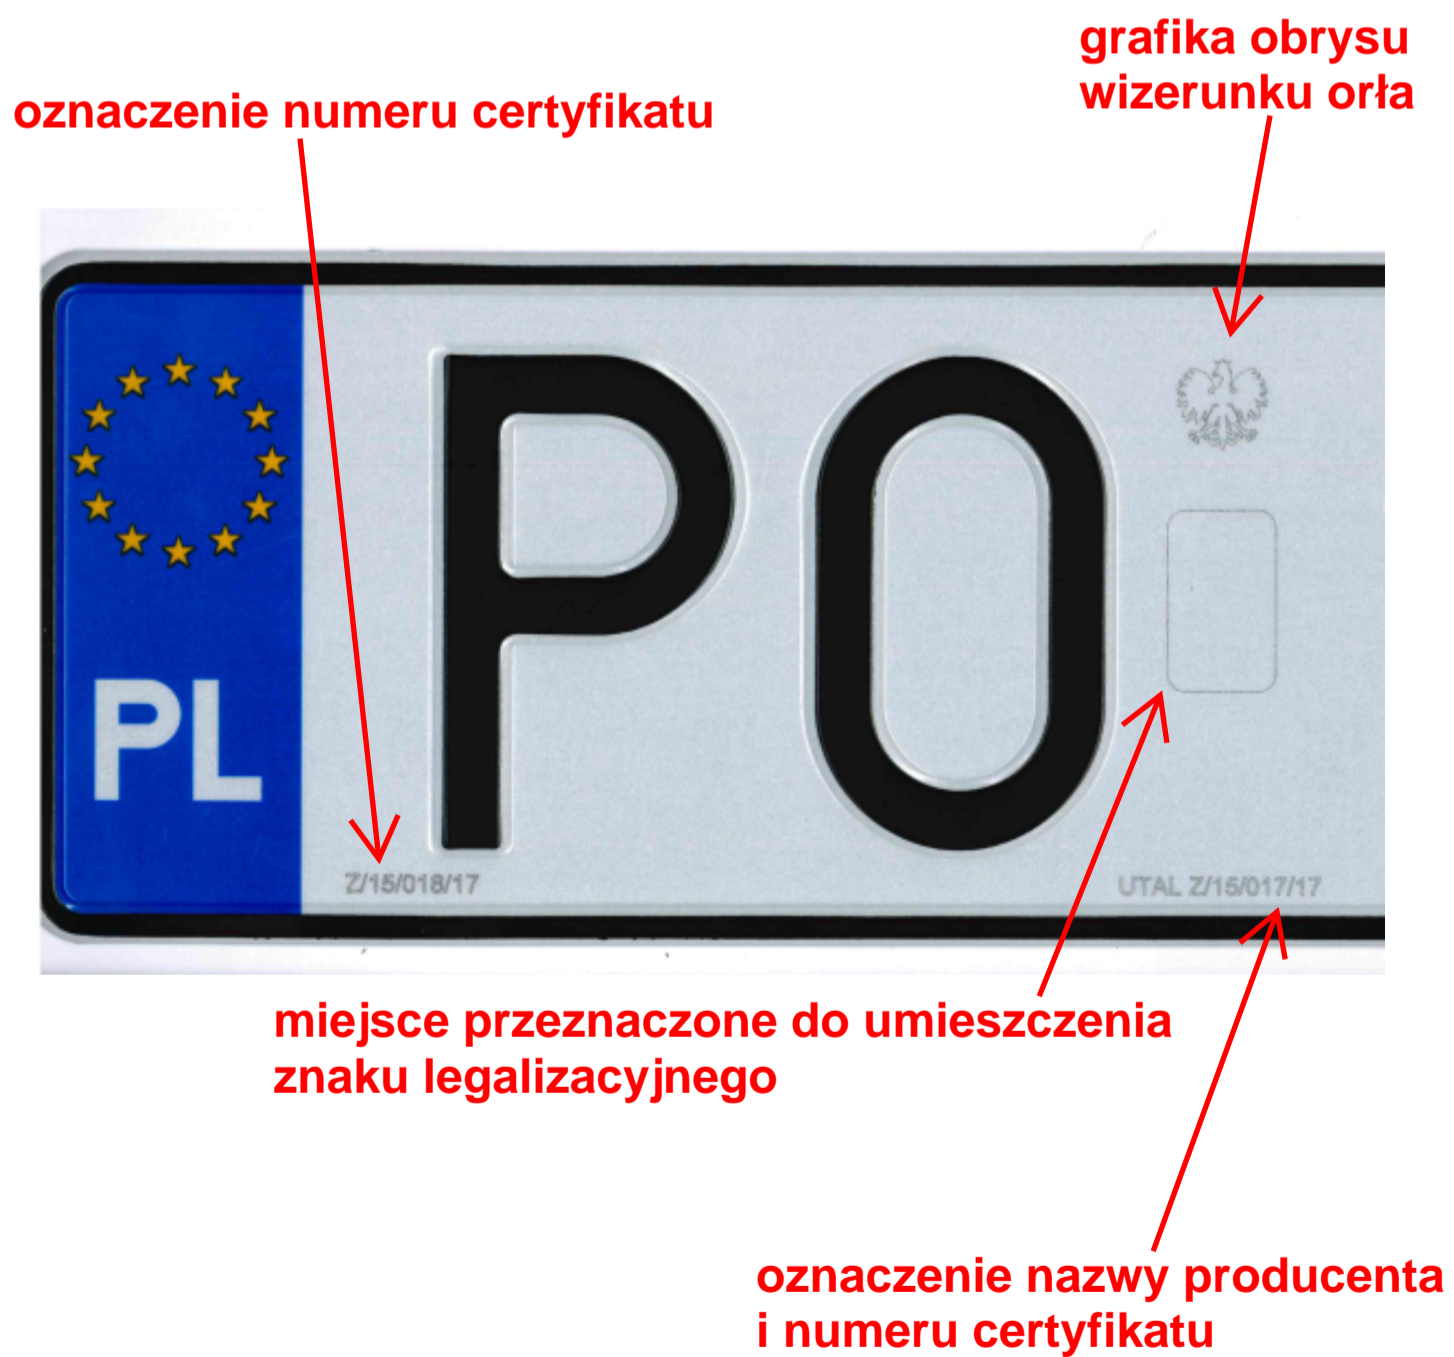 grafika obrysu
wizerunku orła
oznaczenie numeru certyfikatu
PO
PL
Z/15/018/17
UTAL Z/15/017/17
miejsce przeznaczone do umieszczenia
znaku legalizacyjnego
oznaczenie nazwy producenta
i numeru certyfikatu